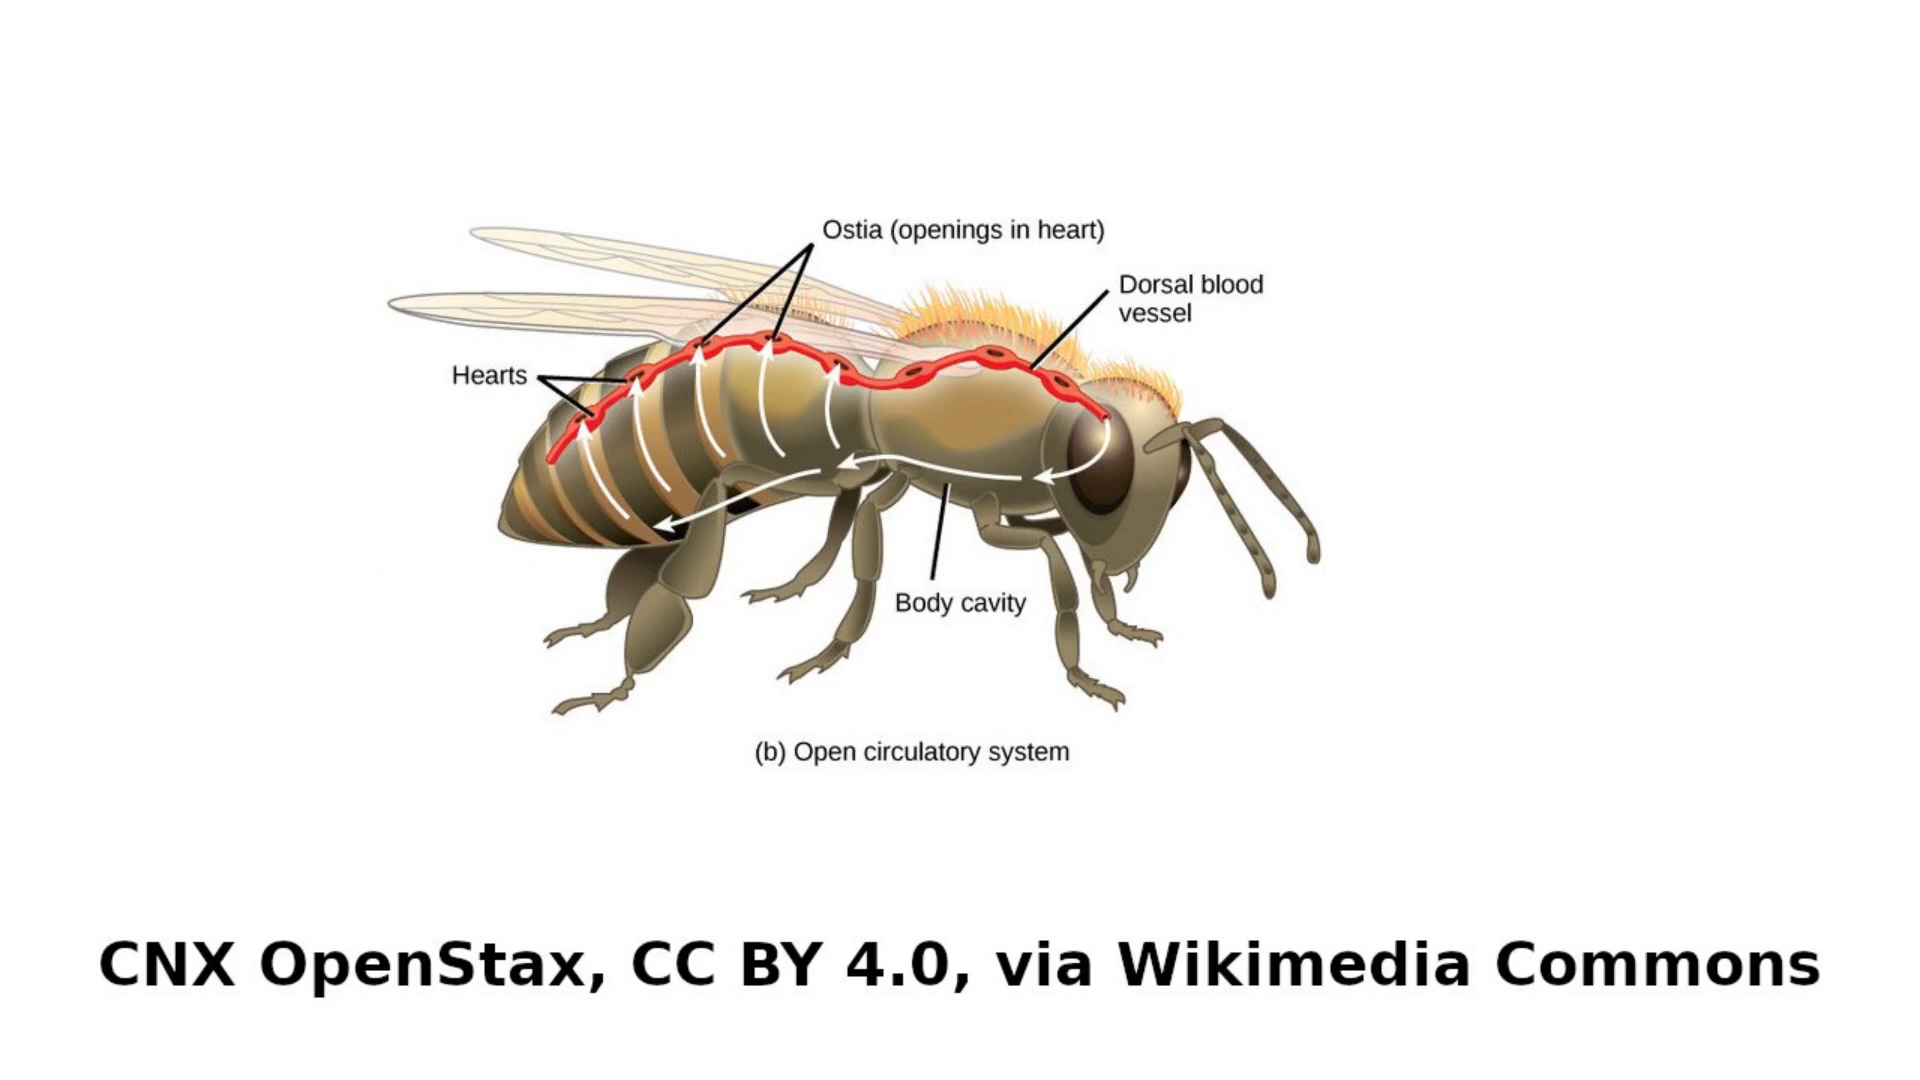 Ostia (openings in heart)
Dorsal blood
vessel
Hearts
Body cavity
(b) Open circulatory system
CNX OpenStax, CC BY 4.0, via Wikimedia Commons